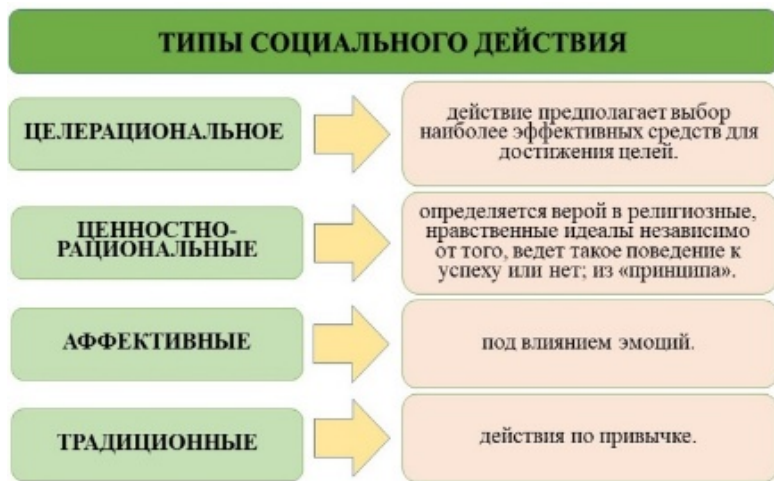 ТИПЫ СОЦИАЛЬНОГО ДЕЙСТВИЯ
ЦЕЛЕРАЦИОНАЛЬНОЕ
действие предполагает выбор
наиболее эффективных средств для
достижения целей.
ЦЕННОСТНО-
РАЦИОНАЛЬНЫЕ
определяется верой в религиозные,
нравственные идеалы независимо
от того, ведет такое поведение к
успеху или нет; из «принципа».
АФФЕКТИВНЫЕ
под влиянием эмоций.
ТРАДИЦИОННЫЕ
действия по привычке.